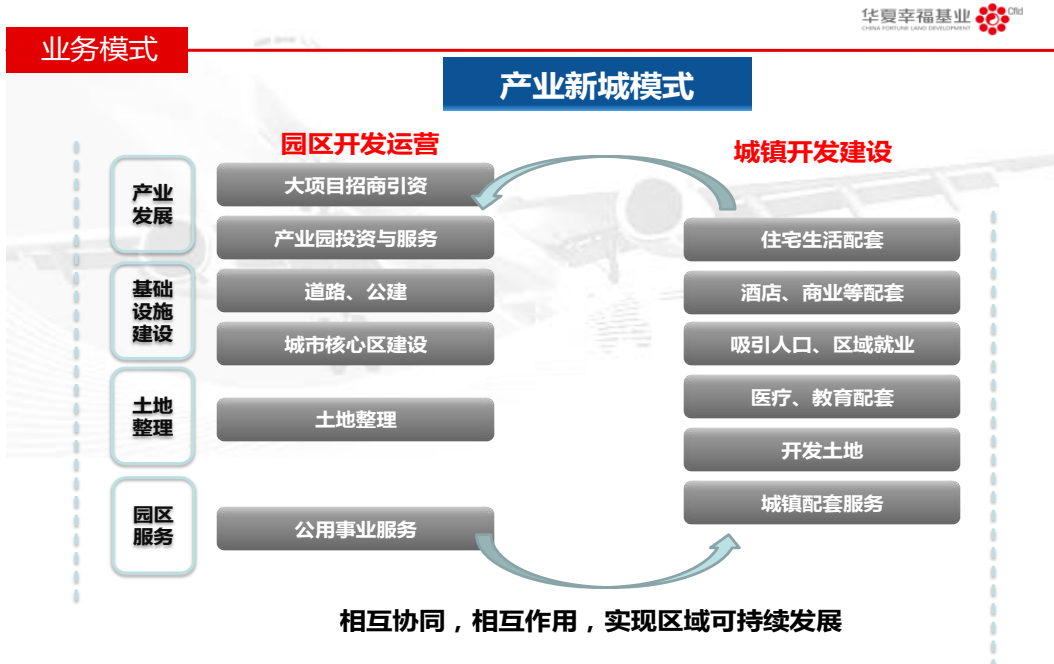 华夏幸福基业
CHINA FORTUNE LAND DEVELOPMENT
Cfld
业务模式
产业新城模式
园区开发运营
城镇开发建设
产业
发展
大项目招商引资
产业园投资与服务
基础
设施
建设
道路、公建
城市核心区建设
土地
整理
土地整理
园区
服务
公用事业服务
住宅生活配套
酒店、商业等配套
吸引人口、区域就业
医疗、教育配套
开发土地
城镇配套服务
相互协同，相互作用，实现区域可持续发展